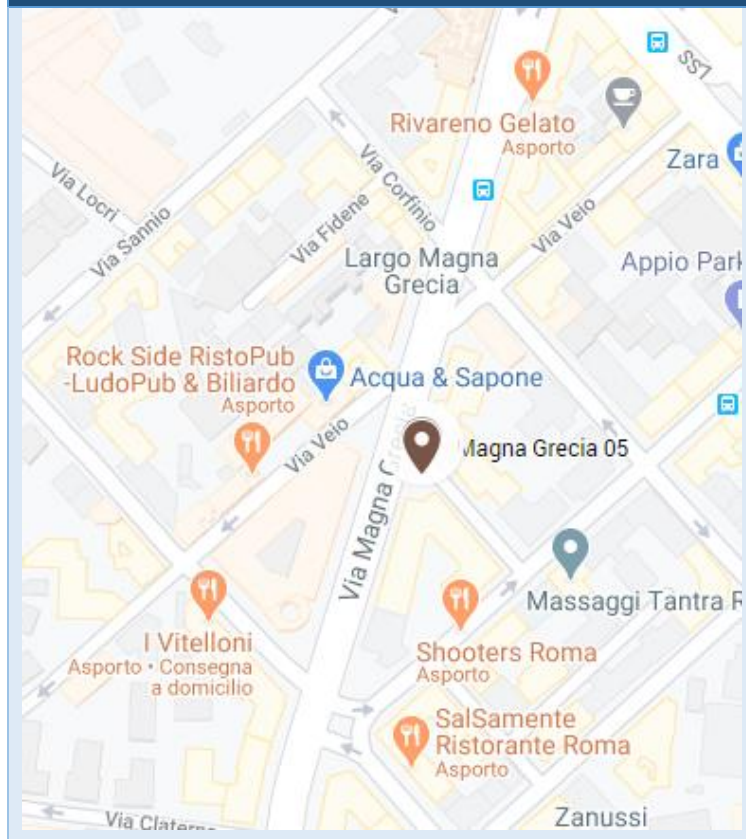 SS7
Rivareno Gelato
Asporto
Zara
Via Locri
Via Corfinio
Via Sannio
Via Fidene
Via Veio
Largo Magna
Grecia
Appio Park
Rock Side RistoPub
-LudoPub & Biliardo
Asporto
Acqua & Sapone
Via Veio
Magna Grecia 05
Via Magna
Massaggi Tantra R
I Vitelloni
Asporto • Consegna
a domicilio
Shooters Roma
Asporto
SalSamente
Ristorante Roma
Asporto
Via Claterna
Zanussi